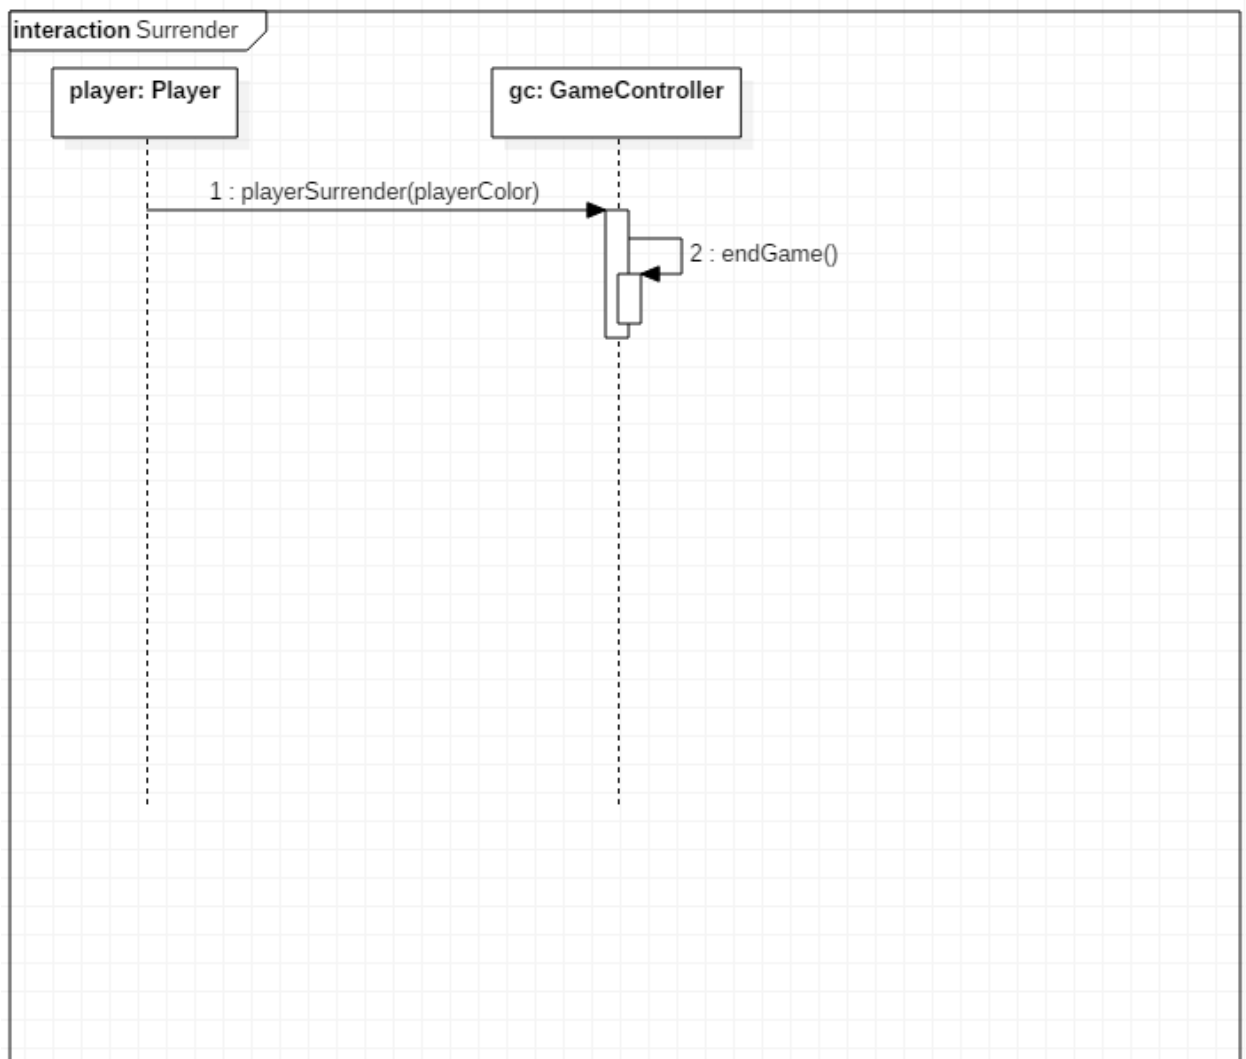 interaction Surrender
player: Player
gc: GameController
1 : playerSurrender(playerColor)
2 : endGame()